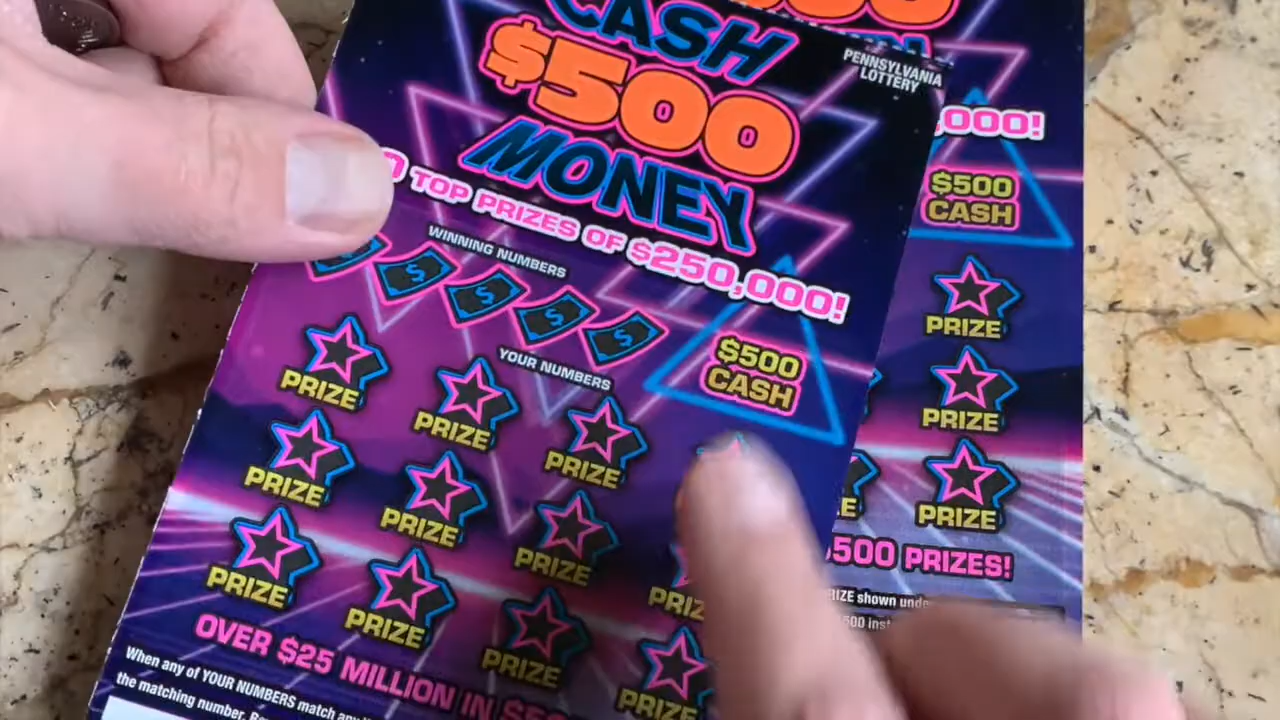 CASH
$500
MONEY
PENNSYLVANIA
LOTTERY
TOP PRIZES OF $250,000!
WINNING NUMBERS
$ $ $ $
YOUR NUMBERS
$500
CASH
PRIZE PRIZE PRIZE
PRIZE PRIZE PRIZE
PRIZE PRIZE PRIZE
OVER $25 MILLION IN
When any of YOUR NUMBERS match any
the matching number.
,000!
$500
CASH
PRIZE
PRIZE
PRIZE
$500 PRIZES!
PRIZE shown